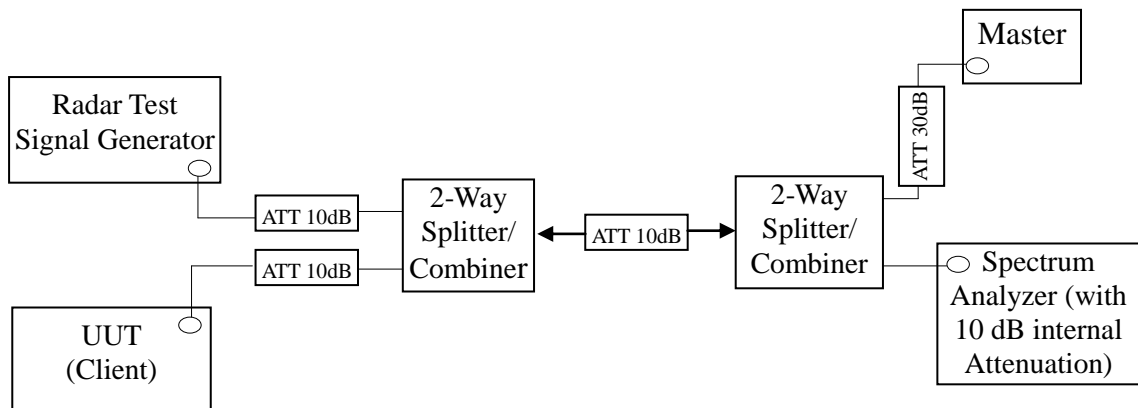 Master
Radar Test
Signal Generator
ATT 30dB
ATT 10dB
2-Way
Splitter/
Combiner
ATT 10dB
2-Way
Splitter/
Combiner
ATT 10dB
UUT
(Client)
Spectrum
Analyzer (with
10 dB internal
Attenuation)